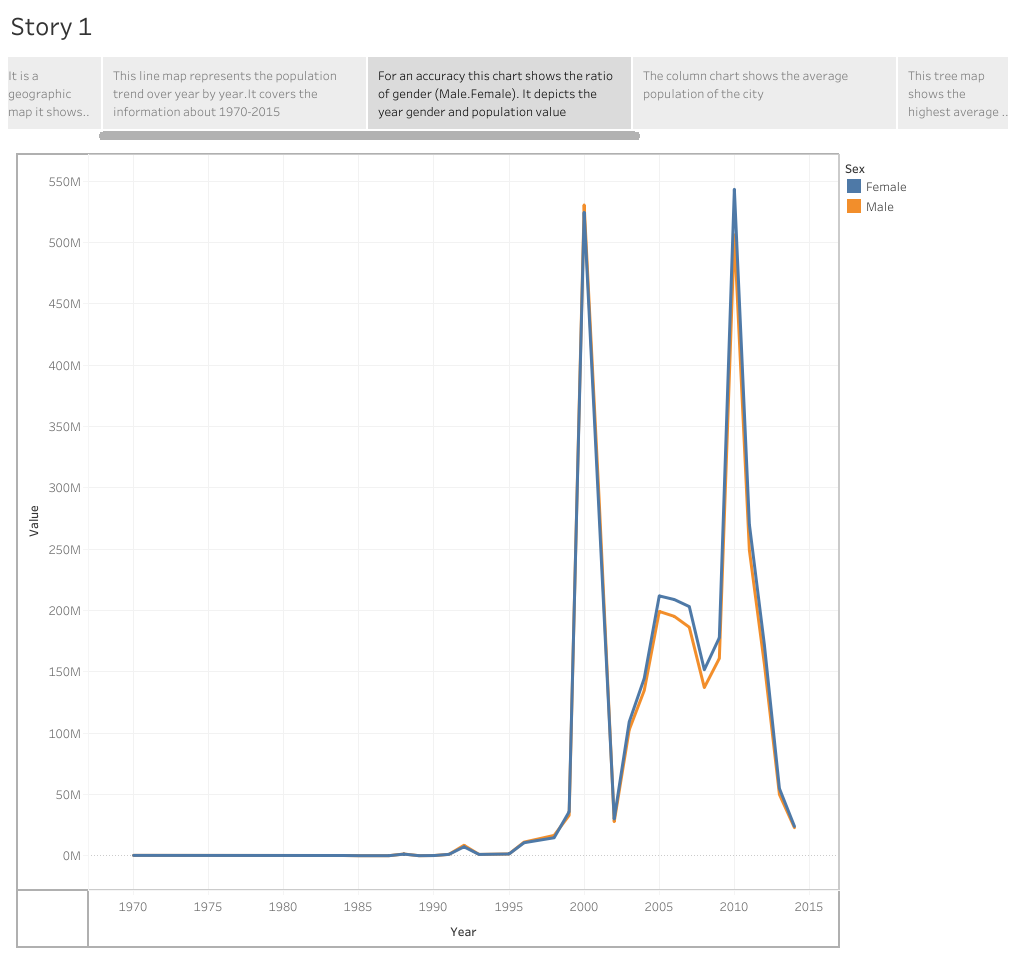 Story 1
It is a
geographic
map it shows..
This line map represents the population
trend over year by year.It covers the
information about 1970-2015
For an accuracy this chart shows the ratio
of gender (Male.Female). It depicts the
year gender and population value
The column chart shows the average
population of the city
This tree map
shows the
highest average ..
Sex
Female
Male
550M
500M
450M
400M
350M
300M
250M
200M
150M
100M
50M
0M
Value
1970 1975 1980 1985 1990 1995 2000 2005 2010 2015
Year